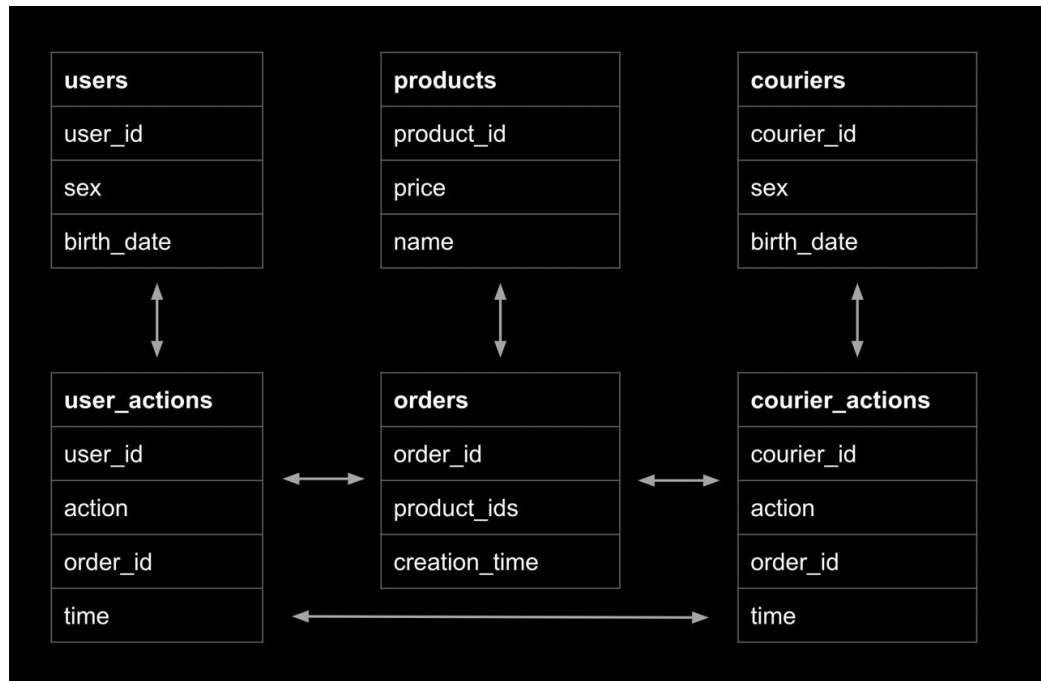 users
user_id
sex
birth_date
products
product_id
price
name
couriers
courier_id
sex
birth_date
user_actions
user_id
action
order_id
time
orders
order_id
product_ids
creation_time
courier_actions
courier_id
action
order_id
time